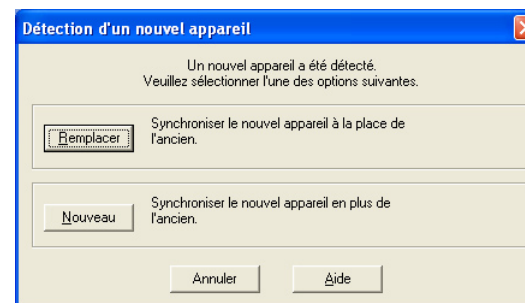 Détection d'un nouvel appareil
Un nouvel appareil a été détecté.
Veuillez sélectionner l'une des options suivantes.
Remplacer
Synchroniser le nouvel appareil à la place de
l'ancien.
Nouveau
Synchroniser le nouvel appareil en plus de
l'ancien.
Annuler
Aide